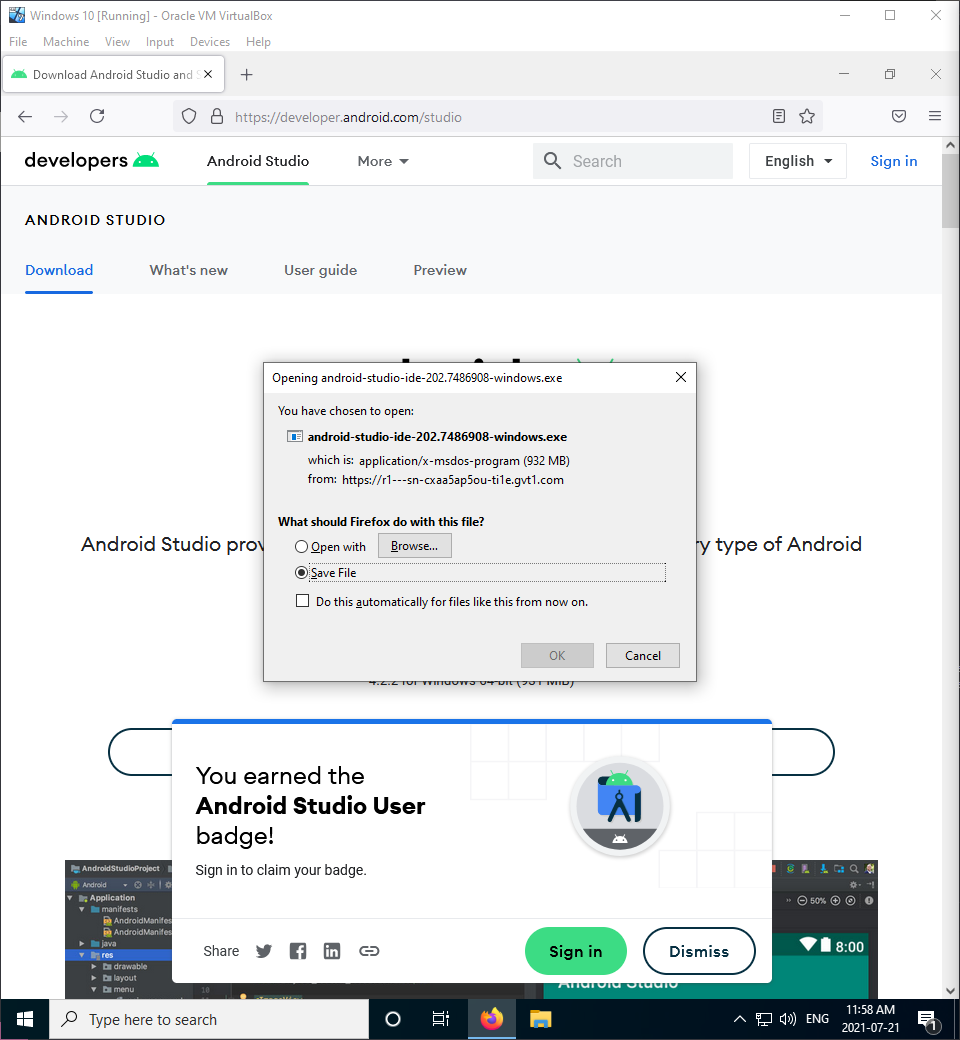 Windows 10 [Running] - Oracle VM VirtualBox
File Machine View Input Devices Help
Download Android Studio and S
https://developer.android.com/studio
developers Android Studio More Search English Sign in
ANDROID STUDIO
Download What's new User guide Preview
Opening android-studio-ide-202.7486908-windows.exe
You have chosen to open:
android-studio-ide-202.7486908-windows.exe
which is: application/x-msdos-program (932 MB)
from: https://r1---sn-cxaa5ap5ou-ti1e.gvt1.com
What should Firefox do with this file?
Open with Browse...
Save File
Do this automatically for files like this from now on.
OK Cancel
Android Studio prov
ry type of Android
4.2.2 for Windows 64-bit (931 MiB)
You earned the
Android Studio User
badge!
Sign in to claim your badge.
Share Sign in Dismiss
AndroidStudioProject
Android
Application
manifests
AndroidManifes
AndroidManifes
java
res
drawable
layout
menu
10
50%
8:00
Android Studio
Type here to search
ENG
11:58 AM
2021-07-21
1